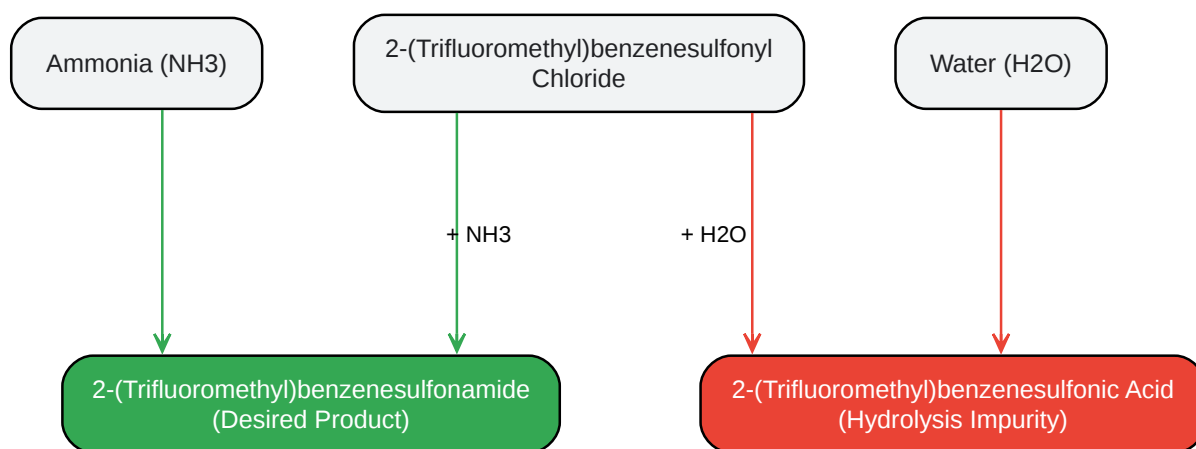 Ammonia (NH3)
2-(Trifluoromethyl)benzenesulfonyl
Chloride
Water (H2O)
+ NH3
+ H2O
2-(Trifluoromethyl)benzenesulfonamide
(Desired Product)
2-(Trifluoromethyl)benzenesulfonic Acid
(Hydrolysis Impurity)